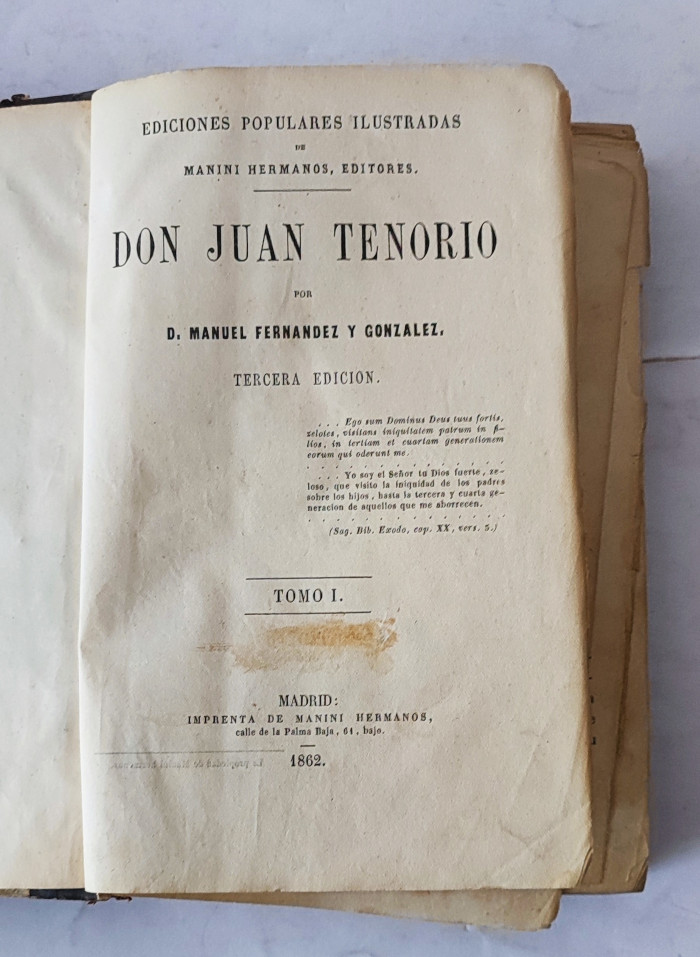 EDICIONES POPULARES ILUSTRADAS
DE
MANINI HERMANOS, EDITORES.
DON JUAN TENORIO
POR
D. MANUEL FERNANDEZ Y GONZALEZ.
TERCERA EDICION.
. . . Ego sum Dominus Deus tuus fortis,
zelotes, visitans iniquitatem patrum in fi-
lios, in tertiam et cuartam generationem
eorum qui oderunt me.
. . . . . . . . . . . . . .
. . . Yo soy el Señor tu Dios fuerte, ze-
loso, que visito la iniquidad de los padres
sobre los hijos, hasta la tercera y cuarta ge-
neracion de aquellos que me aborrecen.
. . . . . . . . . . . . . .
(Sag. Bib. Exodo, cap. XX, vers. 5.)
TOMO I.
MADRID:
IMPRENTA DE MANINI HERMANOS,
calle de la Palma Baja, 61, bajo.
1862.